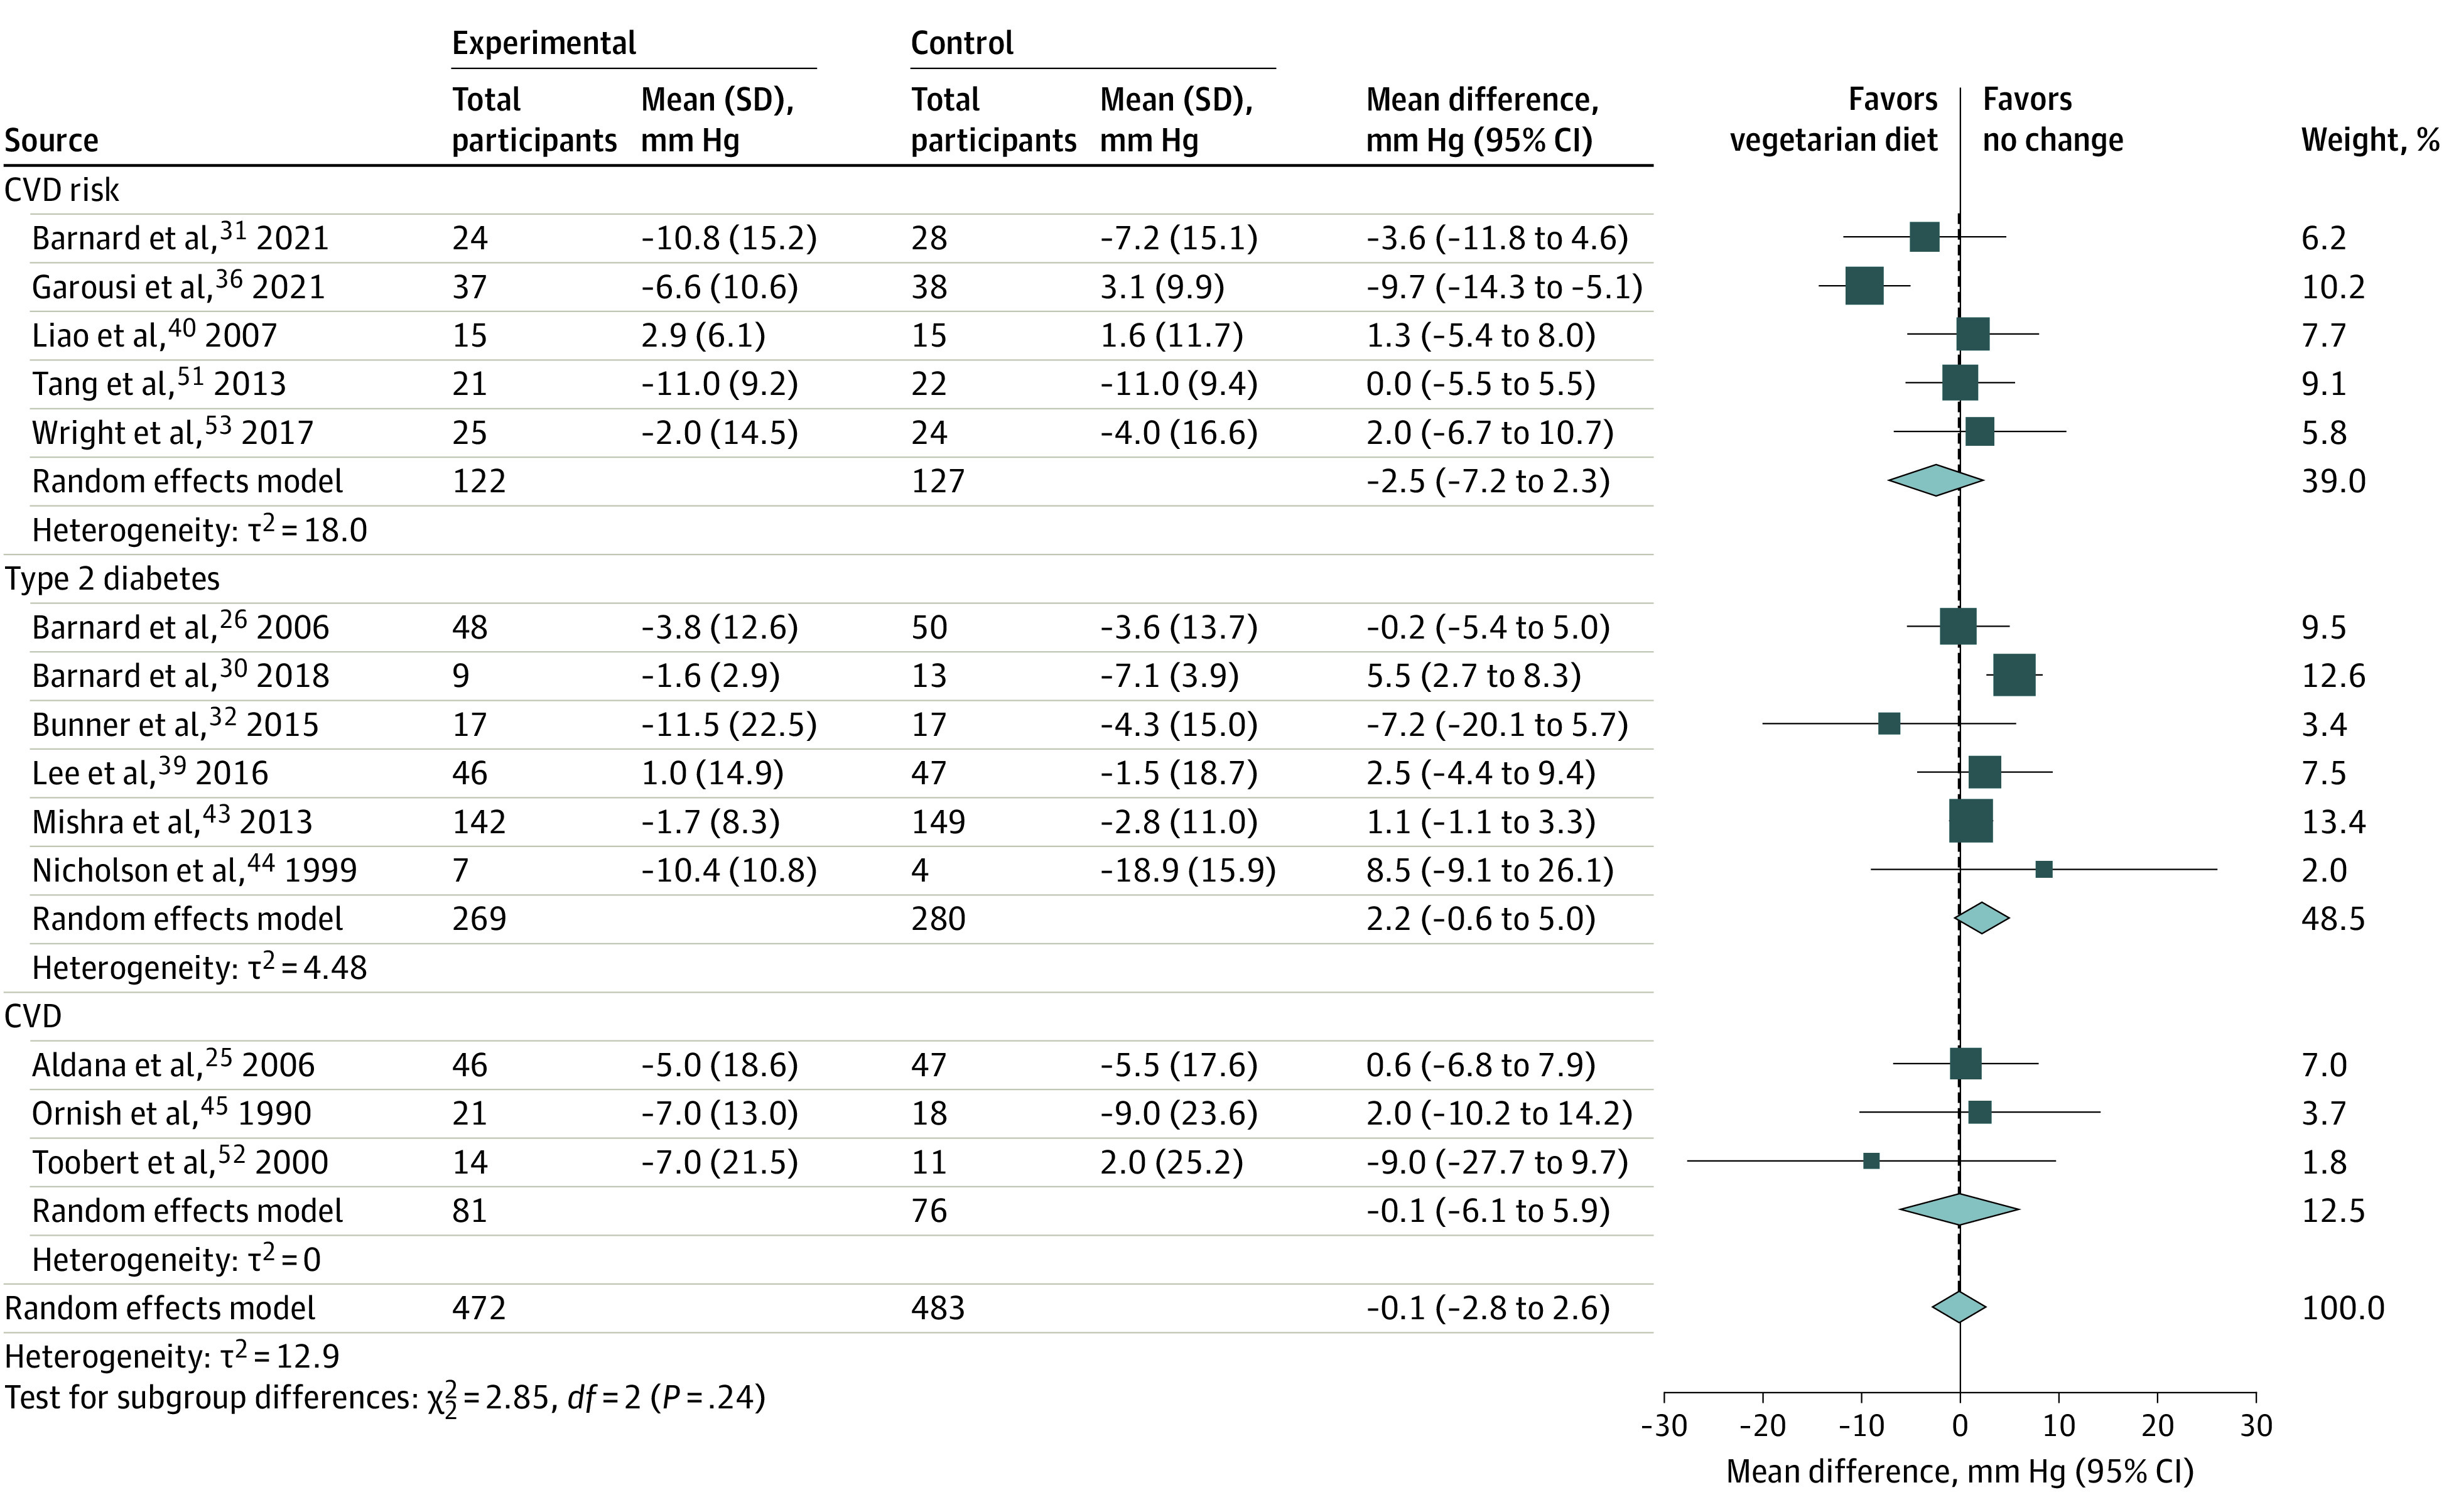 Experimental Control
Total Mean (SD), Total Mean (SD), Mean difference, Favors Favors
Source participants mm Hg participants mm Hg mm Hg (95% CI) vegetarian diet no change Weight, %
CVD risk
Barnard et al,31 2021 24 -10.8 (15.2) 28 -7.2 (15.1) -3.6 (-11.8 to 4.6) 6.2
Garousi et al,36 2021 37 -6.6 (10.6) 38 3.1 (9.9) -9.7 (-14.3 to -5.1) 10.2
Liao et al,40 2007 15 2.9 (6.1) 15 1.6 (11.7) 1.3 (-5.4 to 8.0) 7.7
Tang et al,51 2013 21 -11.0 (9.2) 22 -11.0 (9.4) 0.0 (-5.5 to 5.5) 9.1
Wright et al,53 2017 25 -2.0 (14.5) 24 -4.0 (16.6) 2.0 (-6.7 to 10.7) 5.8
Random effects model 122 127 -2.5 (-7.2 to 2.3) 39.0
Heterogeneity: τ2 = 18.0
Type 2 diabetes
Barnard et al,26 2006 48 -3.8 (12.6) 50 -3.6 (13.7) -0.2 (-5.4 to 5.0) 9.5
Barnard et al,30 2018 9 -1.6 (2.9) 13 -7.1 (3.9) 5.5 (2.7 to 8.3) 12.6
Bunner et al,32 2015 17 -11.5 (22.5) 17 -4.3 (15.0) -7.2 (-20.1 to 5.7) 3.4
Lee et al,39 2016 46 1.0 (14.9) 47 -1.5 (18.7) 2.5 (-4.4 to 9.4) 7.5
Mishra et al,43 2013 142 -1.7 (8.3) 149 -2.8 (11.0) 1.1 (-1.1 to 3.3) 13.4
Nicholson et al,44 1999 7 -10.4 (10.8) 4 -18.9 (15.9) 8.5 (-9.1 to 26.1) 2.0
Random effects model 269 280 2.2 (-0.6 to 5.0) 48.5
Heterogeneity: τ2 = 4.48
CVD
Aldana et al,25 2006 46 -5.0 (18.6) 47 -5.5 (17.6) 0.6 (-6.8 to 7.9) 7.0
Ornish et al,45 1990 21 -7.0 (13.0) 18 -9.0 (23.6) 2.0 (-10.2 to 14.2) 3.7
Toobert et al,52 2000 14 -7.0 (21.5) 11 2.0 (25.2) -9.0 (-27.7 to 9.7) 1.8
Random effects model 81 76 -0.1 (-6.1 to 5.9) 12.5
Heterogeneity: τ2 = 0
Random effects model 472 483 -0.1 (-2.8 to 2.6) 100.0
Heterogeneity: τ2 = 12.9
Test for subgroup differences: χ22 = 2.85, df = 2 (P = .24)
-30 -20 -10 0 10 20 30
Mean difference, mm Hg (95% CI)